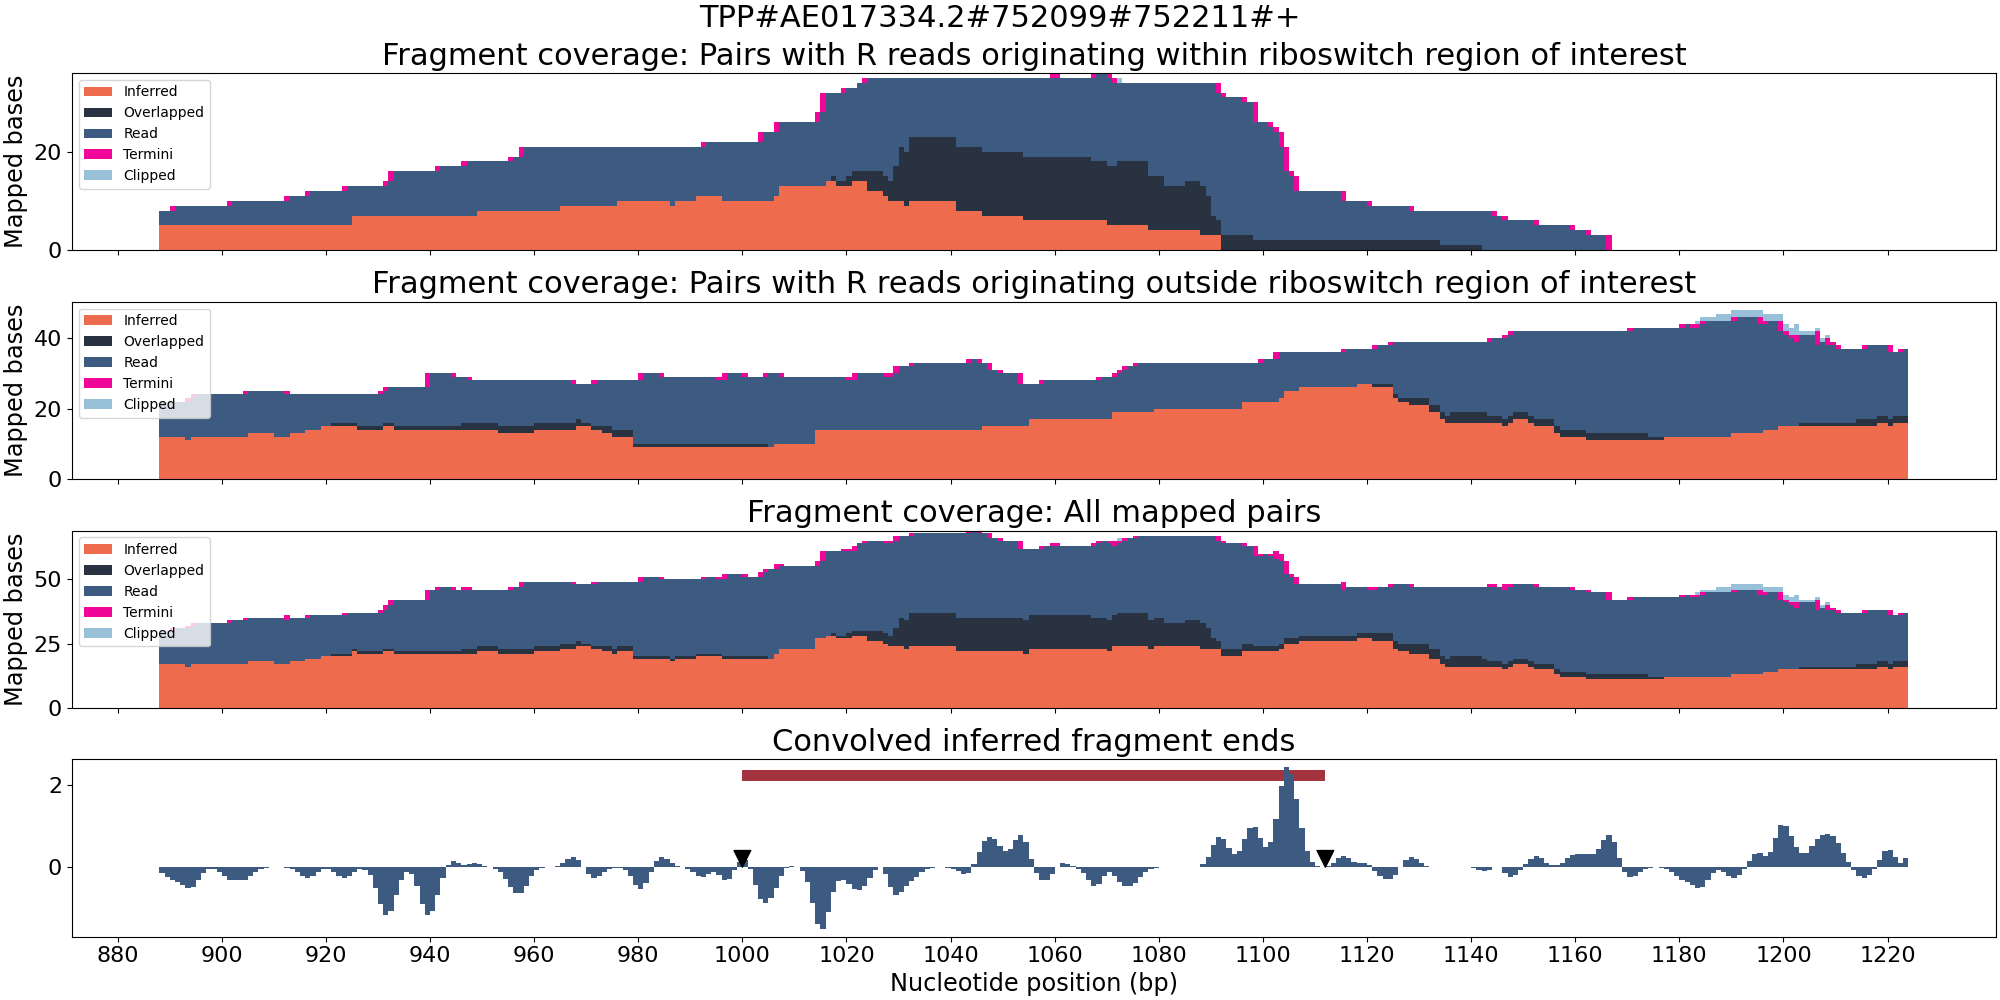 TPP#AE017334.2#752099#752211#+
Fragment coverage: Pairs with R reads originating within riboswitch region of interest
Mapped bases
20
0
Inferred
Overlapped
Read
Termini
Clipped
Fragment coverage: Pairs with R reads originating outside riboswitch region of interest
Mapped bases
40
20
0
Inferred
Overlapped
Read
Termini
Clipped
Fragment coverage: All mapped pairs
Mapped bases
50
25
0
Inferred
Overlapped
Read
Termini
Clipped
Convolved inferred fragment ends
2
0
880 900 920 940 960 980 1000 1020 1040 1060 1080 1100 1120 1140 1160 1180 1200 1220
Nucleotide position (bp)